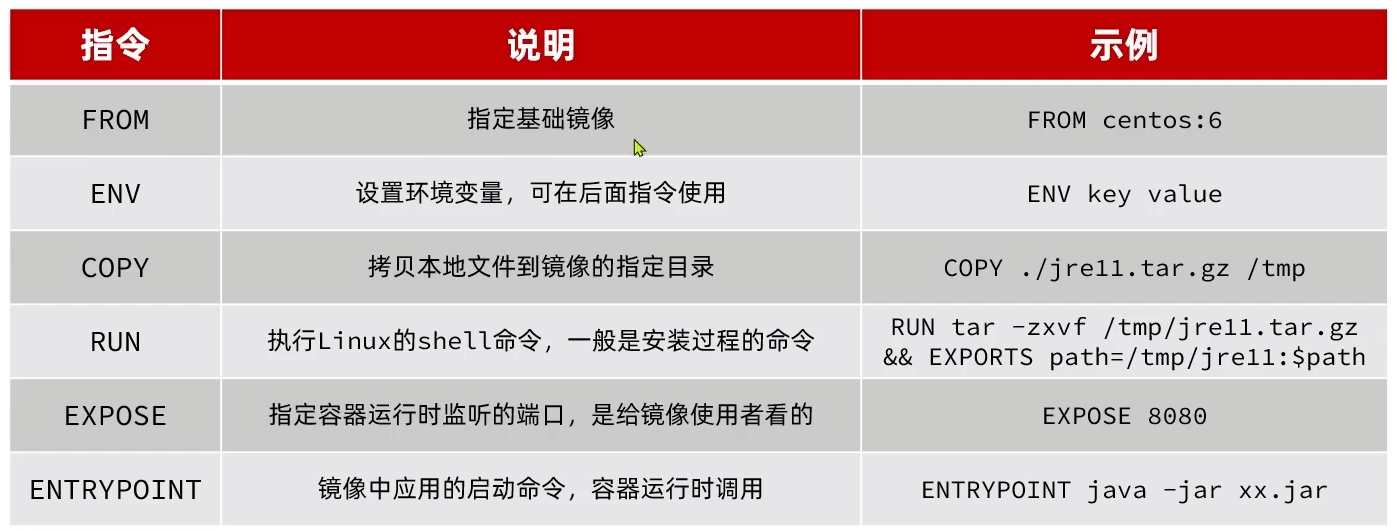 指令 说明 示例
FROM 指定基础镜像 FROM centos:6
ENV 设置环境变量，可在后面指令使用 ENV key value
COPY 拷贝本地文件到镜像的指定目录 COPY ./jre11.tar.gz /tmp
RUN 执行Linux的shell命令，一般是安装过程的命令 RUN tar -zxvf /tmp/jre11.tar.gz
&& EXPORTS path=/tmp/jre11:$path
EXPOSE 指定容器运行时监听的端口，是给镜像使用者看的 EXPOSE 8080
ENTRYPOINT 镜像中应用的启动命令，容器运行时调用 ENTRYPOINT java -jar xx.jar